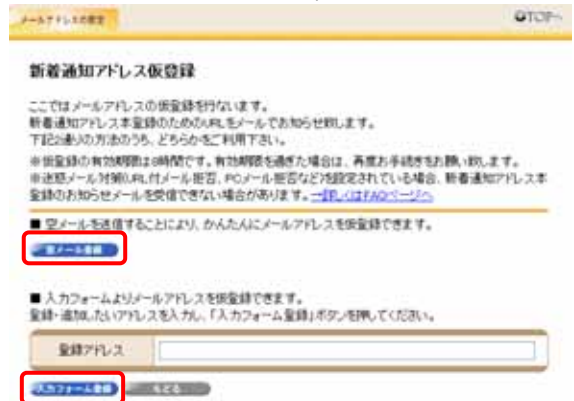 メールアドレスの設定
TOPへ
新着通知アドレス仮登録
ここではメールアドレスの仮登録を行ないます。
新着通知アドレス本登録のためのURLをメールでお知らせ致します。
下記2通りの方法のうち、どちらかをご利用下さい。
※仮登録の有効期限は8時間です。有効期限を過ぎた場合は、再度お手続きをお願い致します。
※迷惑メール対策(URL付メール拒否、PCメール拒否など)を設定されている場合、新着通知アドレス本
登録のお知らせメールを受信できない場合があります。→詳しくはFAQページへ
■ 空メールを送信することにより、かんたんにメールアドレスを仮登録できます。
空メール登録
■ 入力フォームよりメールアドレスを仮登録できます。
登録・追加したいアドレスを入力し、「入力フォーム登録」ボタンを押してください。
登録アドレス
入力フォーム登録 もどる